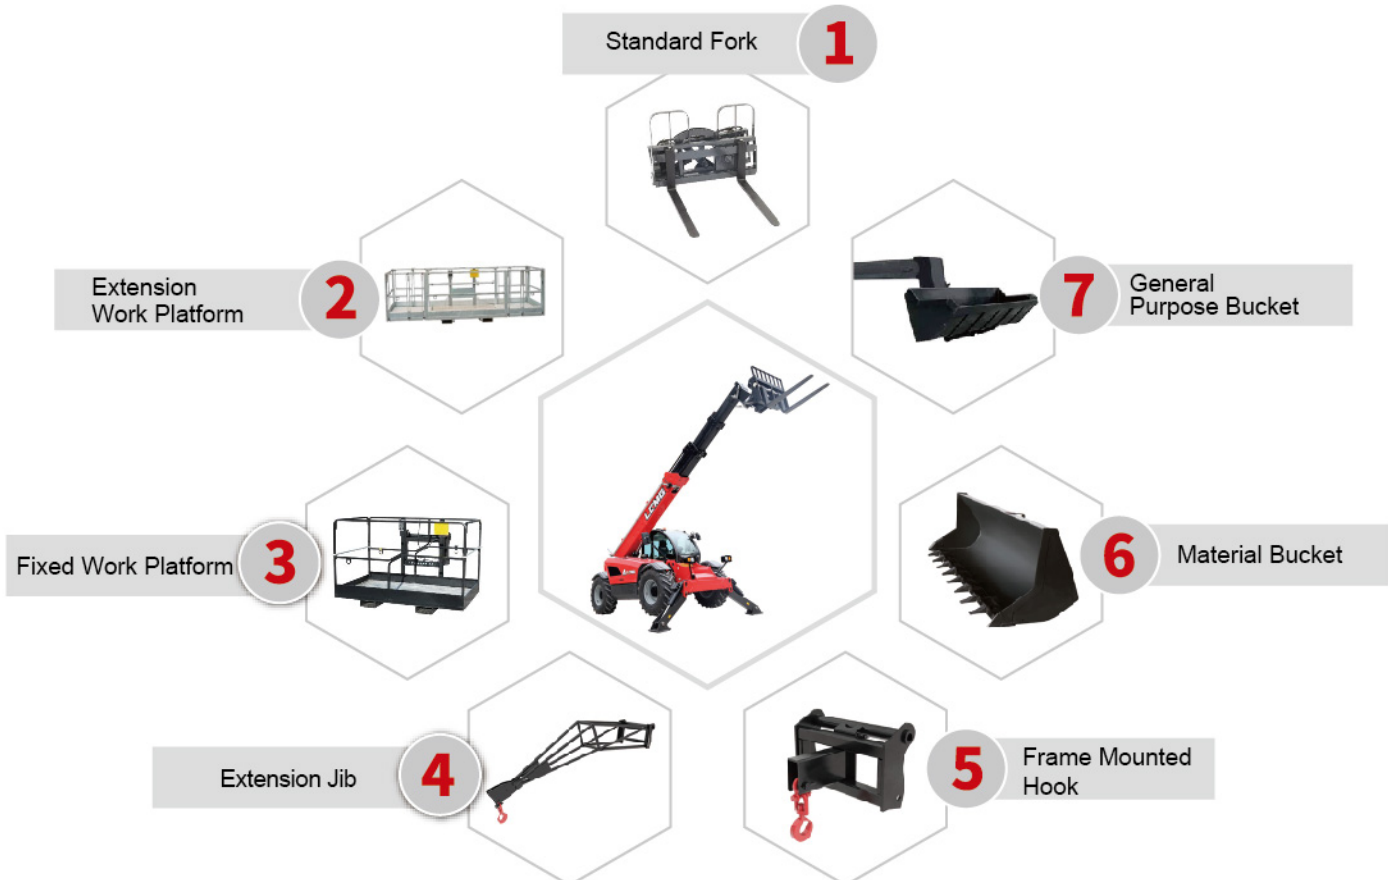 Standard Fork
1
Extension
Work Platform
2
General
Purpose Bucket
7
LCMG
Fixed Work Platform
3
6
Material Bucket
Extension Jib
4
5
Frame Mounted
Hook